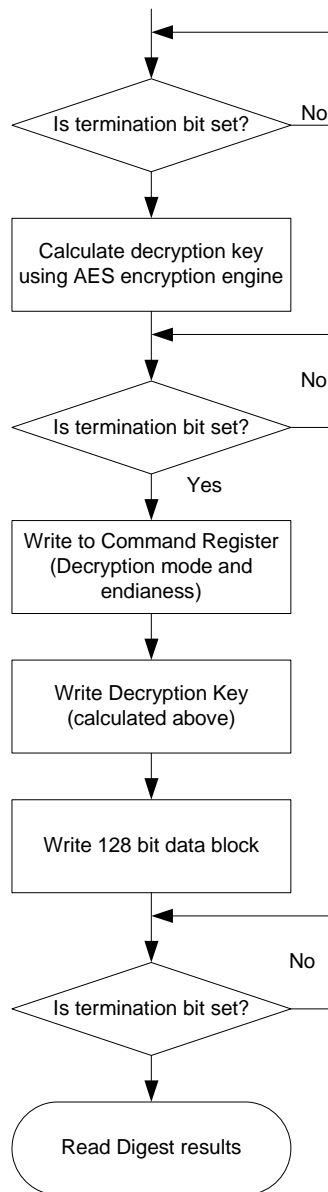 No
Is termination bit set?
Calculate decryption key
using AES encryption engine
No
Is termination bit set?
Yes
Write to Command Register
(Decryption mode and
endianess)
Write Decryption Key
(calculated above)
Write 128 bit data block
No
Is termination bit set?
Read Digest results